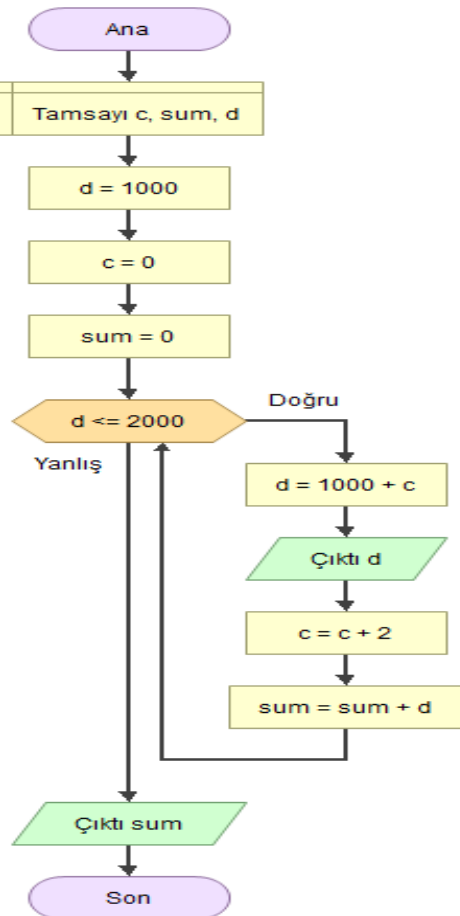 Ana
Tamsayı c, sum, d
d = 1000
c = 0
sum = 0
d <= 2000
Doğru
Yanlış
d = 1000 + c
Çıktı d
c = c + 2
sum = sum + d
Çıktı sum
Son